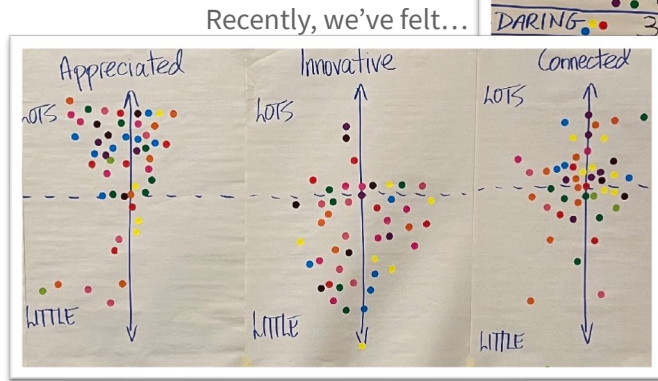 Recently, we've felt...
DARING 3
Appreciated
Innovative
Connected
LOTS
LOTS
LOTS
LITTLE
LITTLE
LITTLE